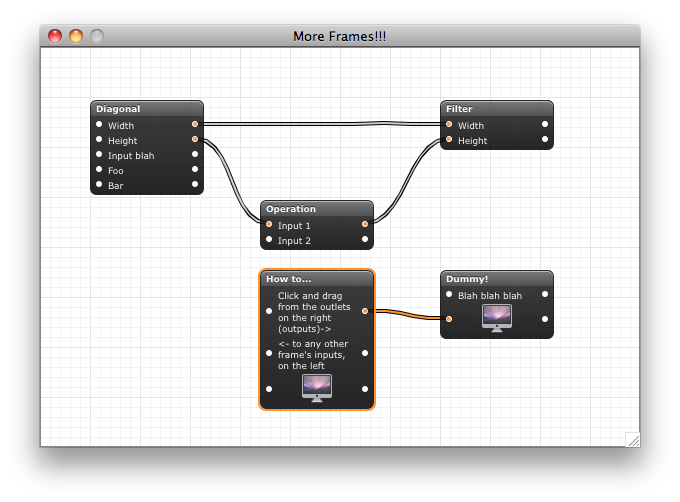 More Frames!!!
Diagonal
Width
Height
Input blah
Foo
Bar
Filter
Width
Height
Operation
Input 1
Input 2
How to...
Click and drag
from the outlets
on the right
(outputs)->
<- to any other
frame's inputs,
on the left
Dummy!
Blah blah blah